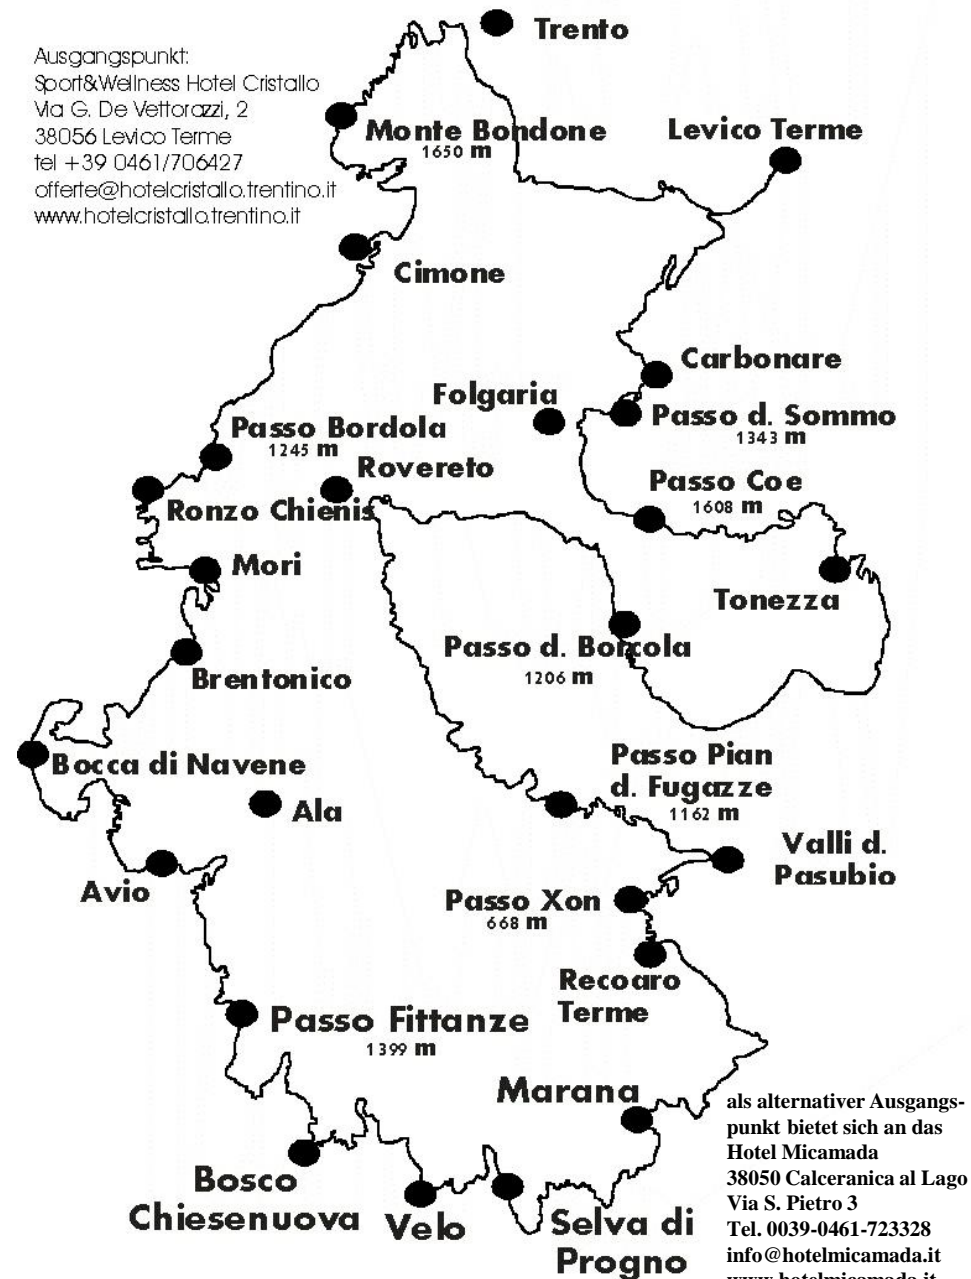 Ausgangspunkt:
Sport&Wellness Hotel Cristallo
Via G. De Vettorazzi, 2
38056 Levico Terme
tel +39 0461/706427
offerte@hotelcristallo.trentino.it
www.hotelcristallo.trentino.it
Trento
Monte Bondone
1650 m
Levico Terme
Cimone
Carbonare
Folgaria
Passo d. Sommo
1343 m
Passo Bordola
1245 m
Rovereto
Passo Coe
1608 m
Ronzo Chienis
Mori
Tonezza
Passo d. Borcola
1206 m
Brentonico
Bocca di Navene
Passo Pian
d. Fugazze
1162 m
Ala
Valli d.
Pasubio
Avio
Passo Xon
668 m
Recoaro
Terme
Passo Fittanze
1399 m
Marana
Bosco
Chiesenuova
Velo
Selva di
Progno
als alternativer Ausgangs-
punkt bietet sich an das
Hotel Micamada
38050 Calceranica al Lago
Via S. Pietro 3
Tel. 0039-0461-723328
info@hotelmicamada.it
www.hotelmicamada.it